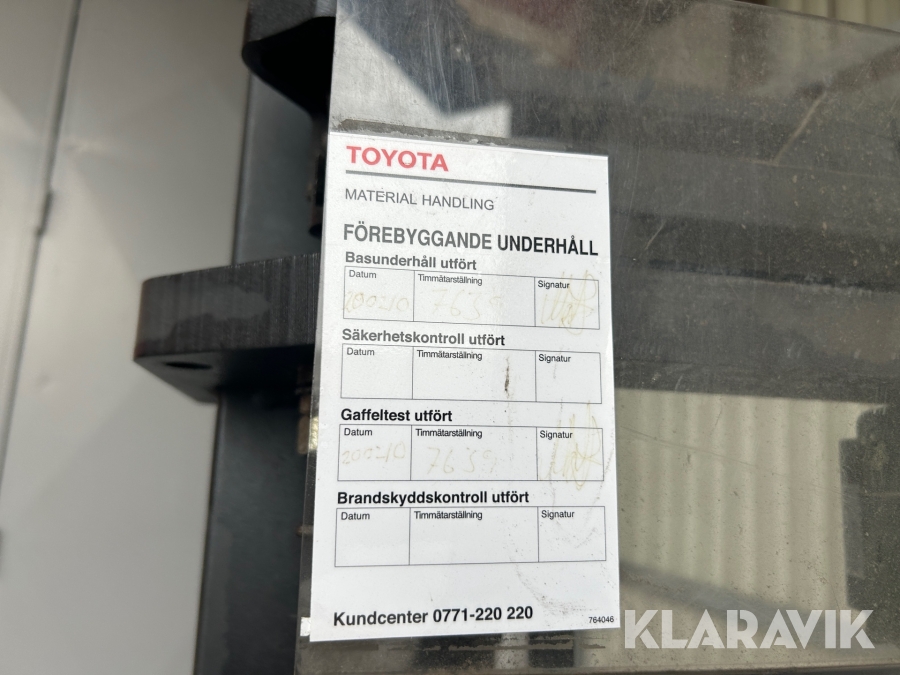 TOYOTA
MATERIAL HANDLING
FÖREBYGGANDE UNDERHÅLL
Basunderhåll utfört
Datum Timmätarställning Signatur
Säkerhetskontroll utfört
Datum Timmätarställning Signatur
Gaffeltest utfört
Datum Timmätarställning Signatur
Brandskyddskontroll utfört
Datum Timmätarställning Signatur
Kundcenter 0771-220 220
764046
KLARAVIK